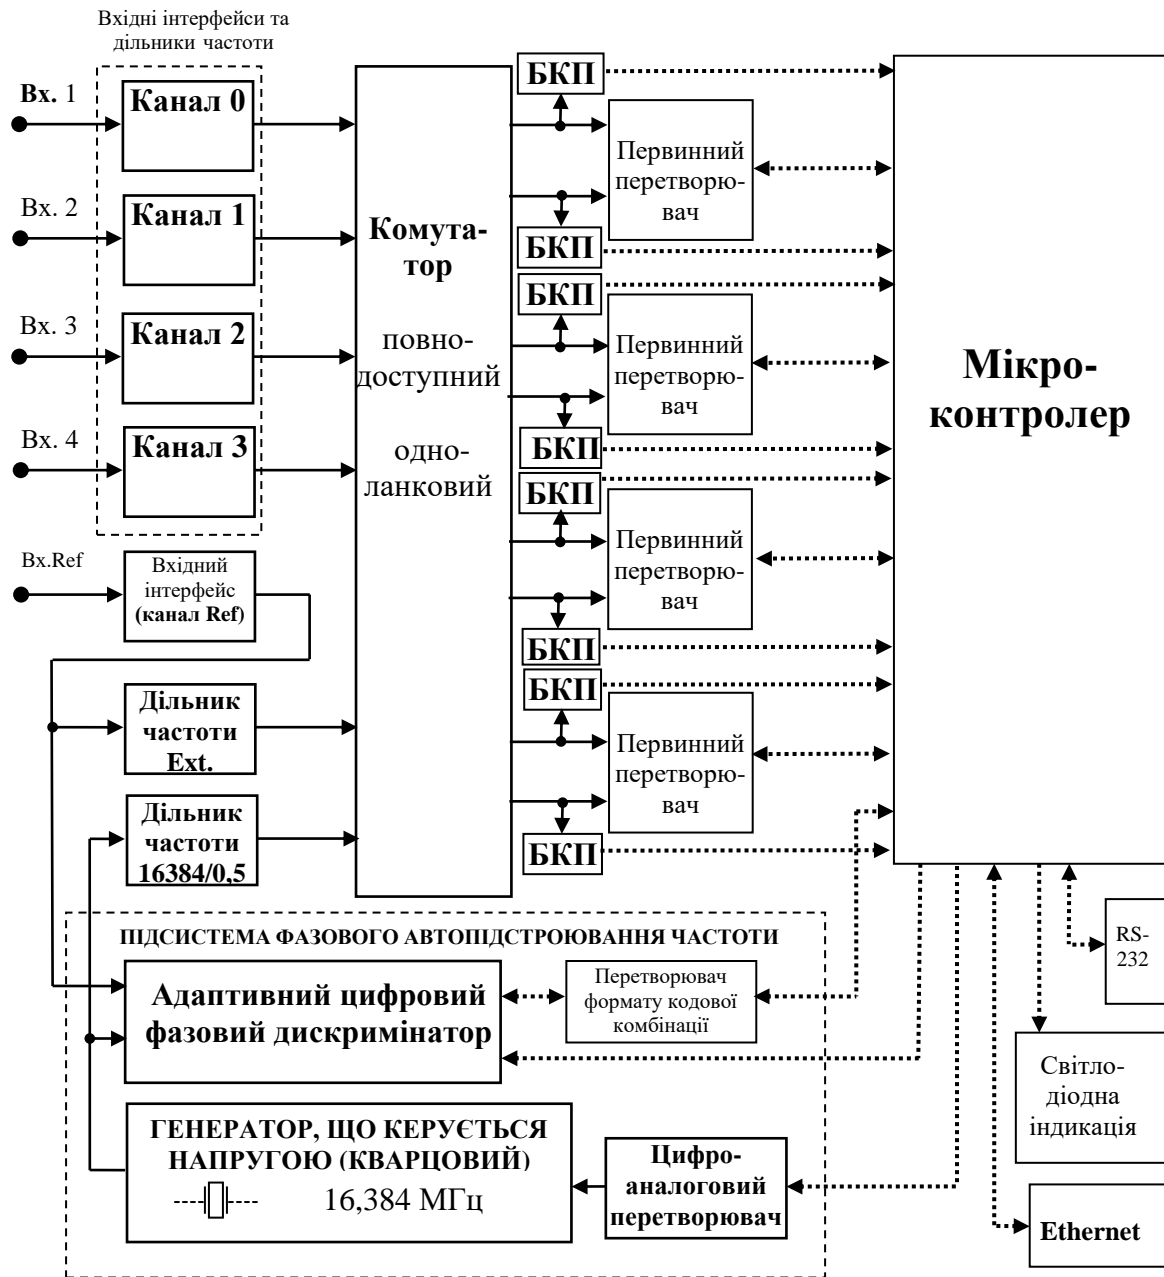 Вхідні інтерфейси та
дільники частоти
Вх. 1
Канал 0
Вх. 2
Канал 1
Вх. 3
Канал 2
Вх. 4
Канал 3
Вх.Ref
Вхідний
інтерфейс
(канал Ref)
Дільник
частоти
Ext.
Дільник
частоти
16384/0,5
Комута-
тор
повно-
доступний
одно-
ланковий
БКП
Первинний
перетворю-
вач
БКП
БКП
Первинний
перетворю-
вач
БКП
БКП
Первинний
перетворю-
вач
БКП
БКП
Первинний
перетворю-
вач
БКП
Мікро-
контролер
ПІДСИСТЕМА ФАЗОВОГО АВТОПІДСТРОЮВАННЯ ЧАСТОТИ
Адаптивний цифровий
фазовий дискримінатор
Перетворювач
формату кодової
комбінації
ГЕНЕРАТОР, ЩО КЕРУЄТЬСЯ
НАПРУГОЮ (КВАРЦОВИЙ)
16,384 МГц
Цифро-
аналоговий
перетворювач
RS-
232
Світло-
діодна
індикація
Ethernet